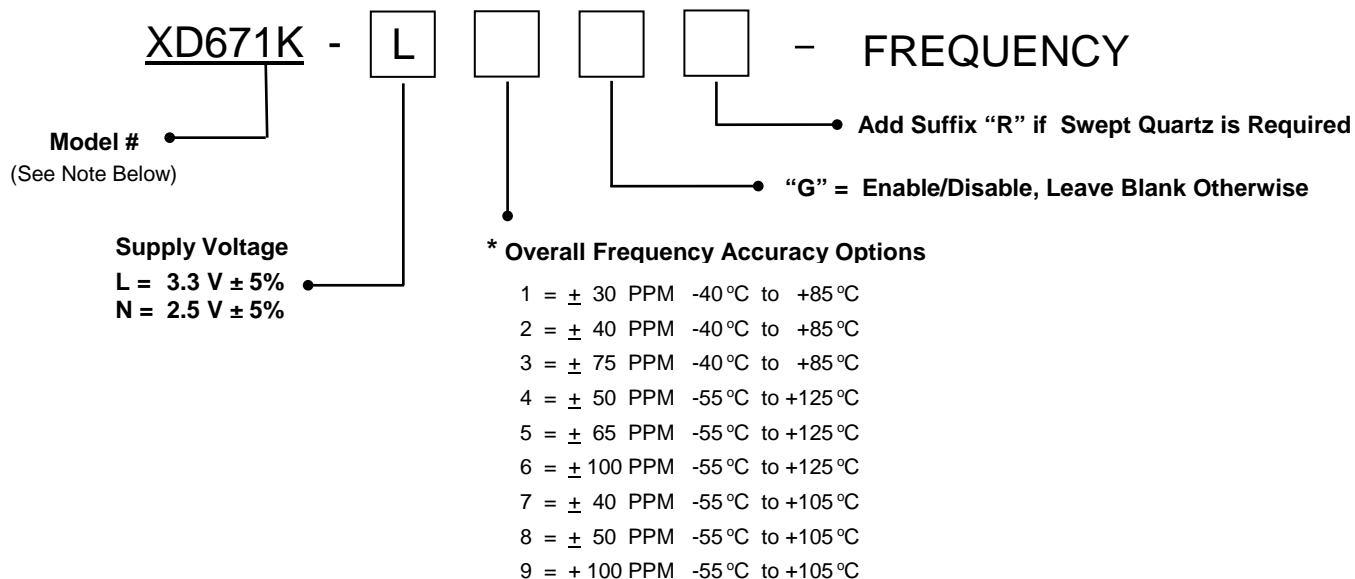 XD671K - L – FREQUENCY
Add Suffix “R” if Swept Quartz is Required
Model #
(See Note Below)
“G” = Enable/Disable, Leave Blank Otherwise
Supply Voltage
L = 3.3 V ± 5%
N = 2.5 V ± 5%
* Overall Frequency Accuracy Options
1 = ± 30 PPM -40 °C to +85 °C
2 = ± 40 PPM -40 °C to +85 °C
3 = ± 75 PPM -40 °C to +85 °C
4 = ± 50 PPM -55 °C to +125 °C
5 = ± 65 PPM -55 °C to +125 °C
6 = ± 100 PPM -55 °C to +125 °C
7 = ± 40 PPM -55 °C to +105 °C
8 = ± 50 PPM -55 °C to +105 °C
9 = + 100 PPM -55 °C to +105 °C